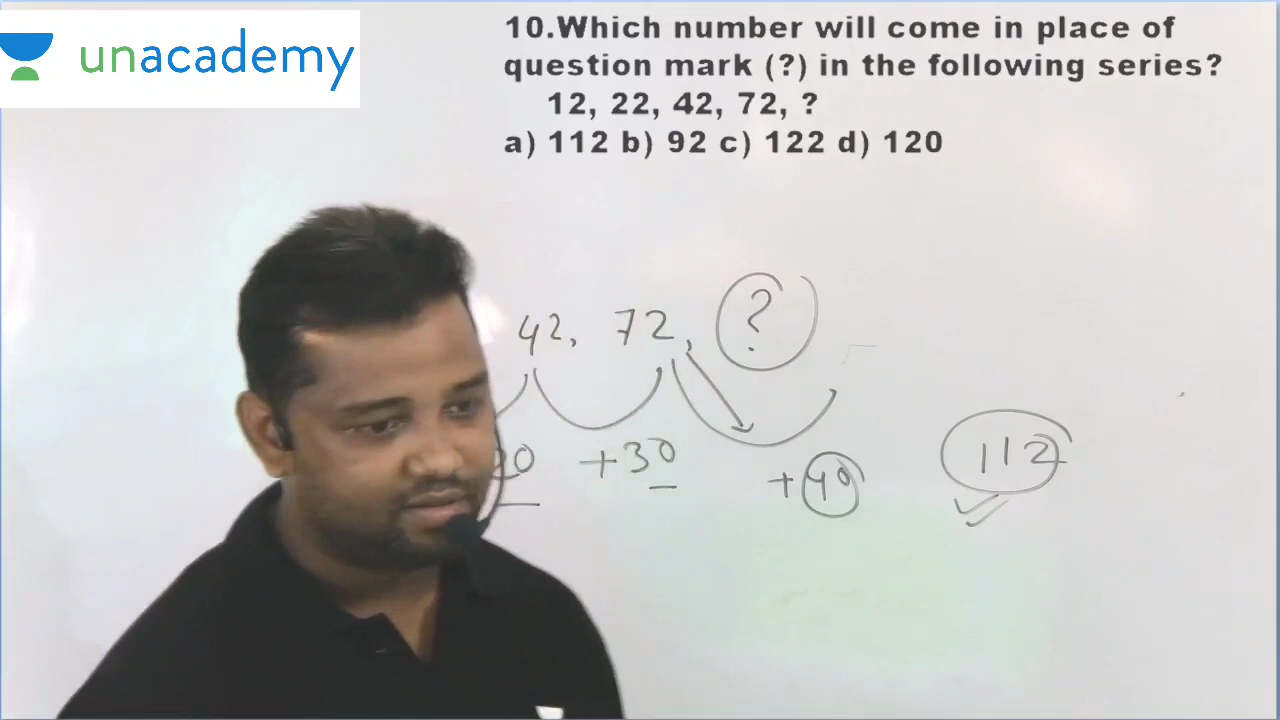 unacademy
10.Which number will come in place of
question mark (?) in the following series?
12, 22, 42, 72, ?
a) 112 b) 92 c) 122 d) 120
42, 72, ?
20 +30 +40 112